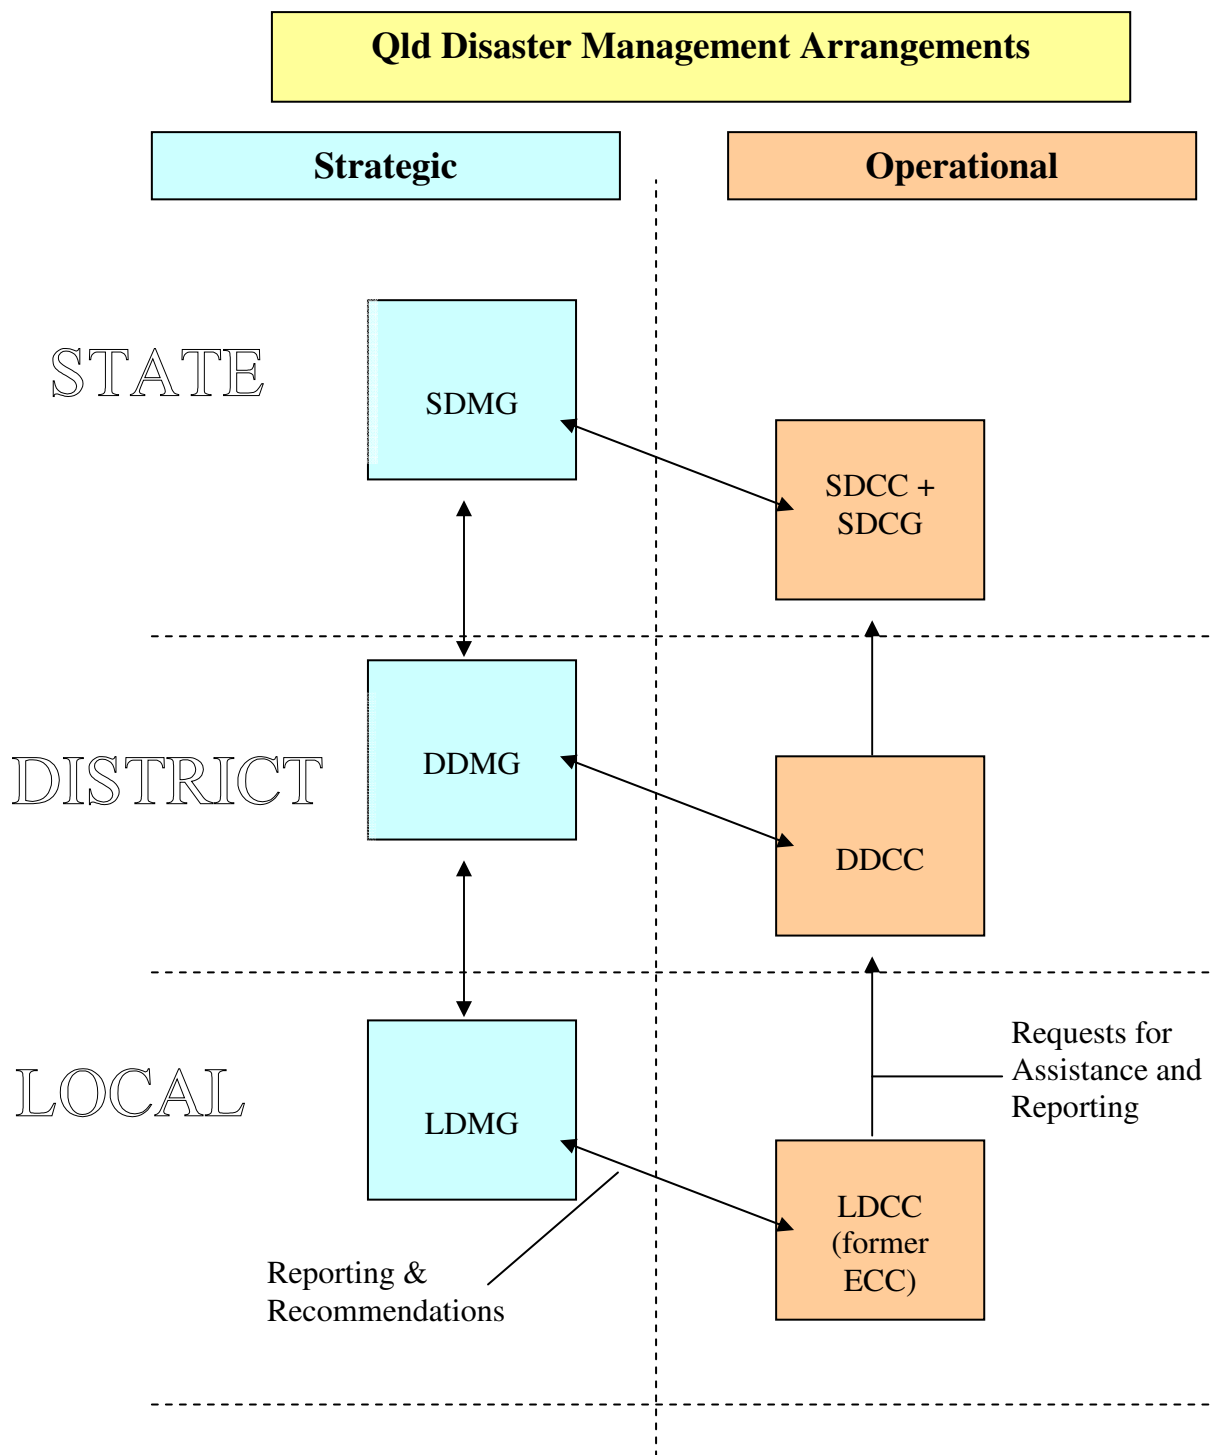 Qld Disaster Management Arrangements
Strategic
Operational
STATE
SDMG
SDCC +
SDCG
DISTRICT
DDMG
DDCC
LOCAL
LDMG
Requests for
Assistance and
Reporting
LDCC
(former
ECC)
Reporting &
Recommendations